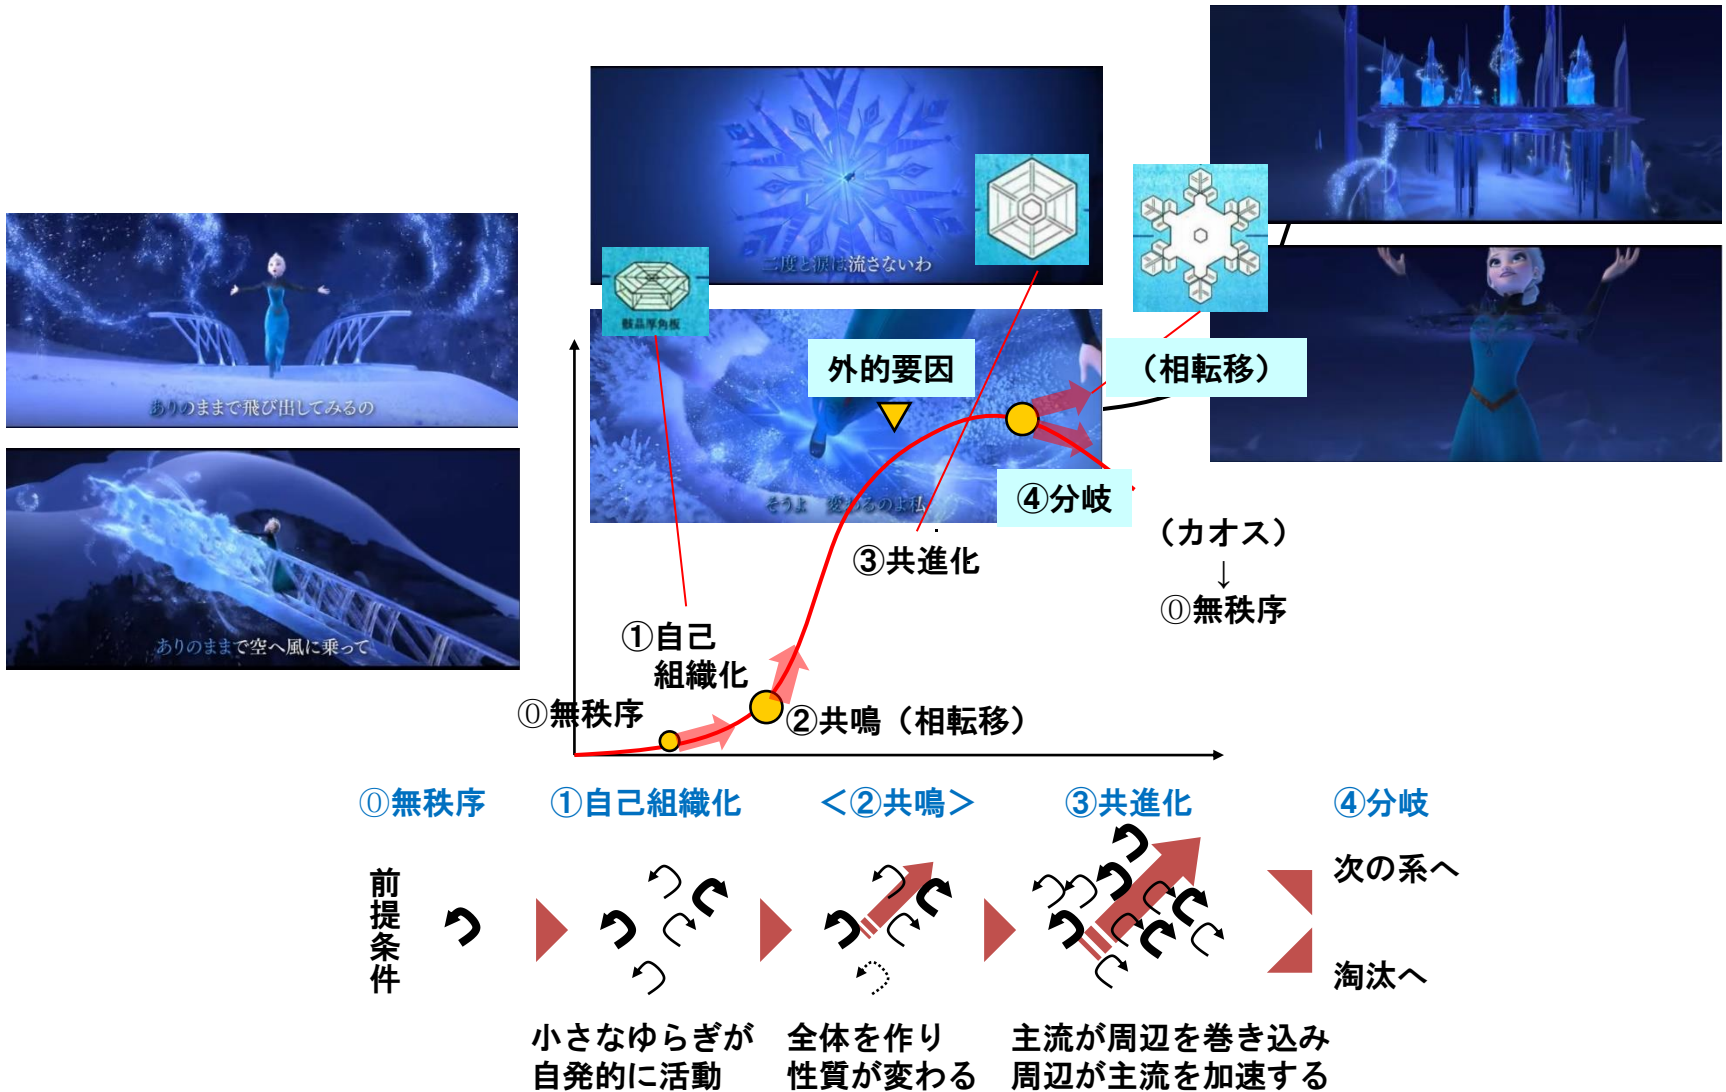 二度と涙は流さないわ
骸晶厚角板
ありのままで飛び出してみるの
外的要因
（相転移）
そうよ　変わるのよ私
④分岐
ありのままで空へ風に乗って
③共進化
（カオス）
↓
⓪無秩序
①自己
組織化
⓪無秩序
②共鳴（相転移）
⓪無秩序
①自己組織化
＜②共鳴＞
③共進化
④分岐
前提条件
次の系へ
淘汰へ
小さなゆらぎが
自発的に活動
全体を作り
性質が変わる
主流が周辺を巻き込み
周辺が主流を加速する